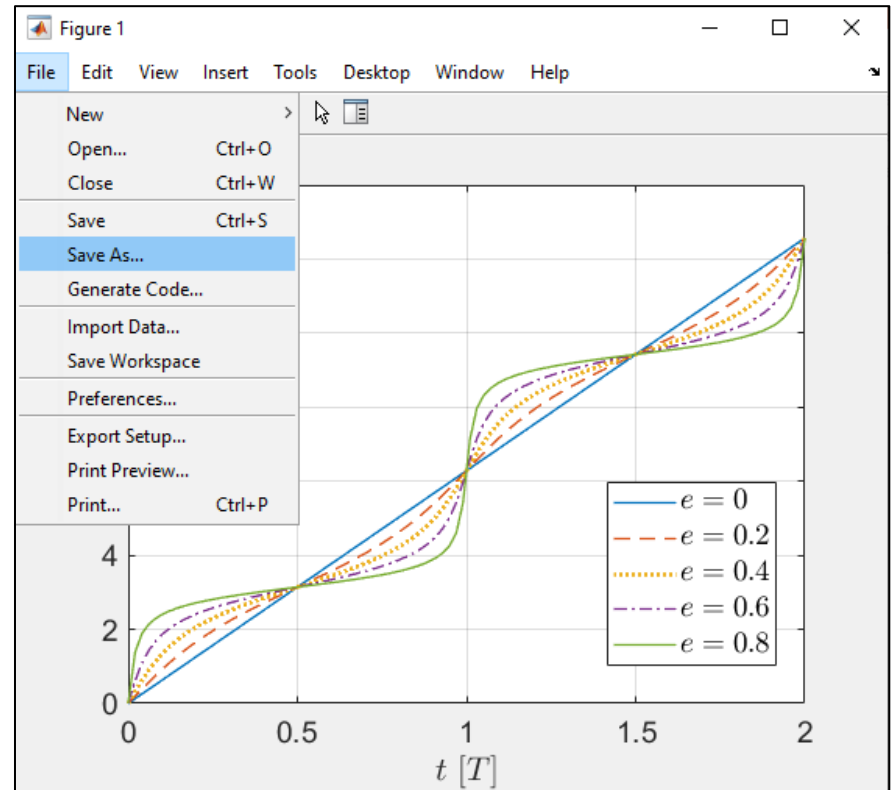 Figure 1
File Edit View Insert Tools Desktop Window Help
New
Open... Ctrl+O
Close Ctrl+W
Save Ctrl+S
Save As...
Generate Code...
Import Data...
Save Workspace
Preferences...
Export Setup...
Print Preview...
Print... Ctrl+P
e = 0
e = 0.2
e = 0.4
e = 0.6
e = 0.8
4
2
0
0 0.5 1 1.5 2
t [T]